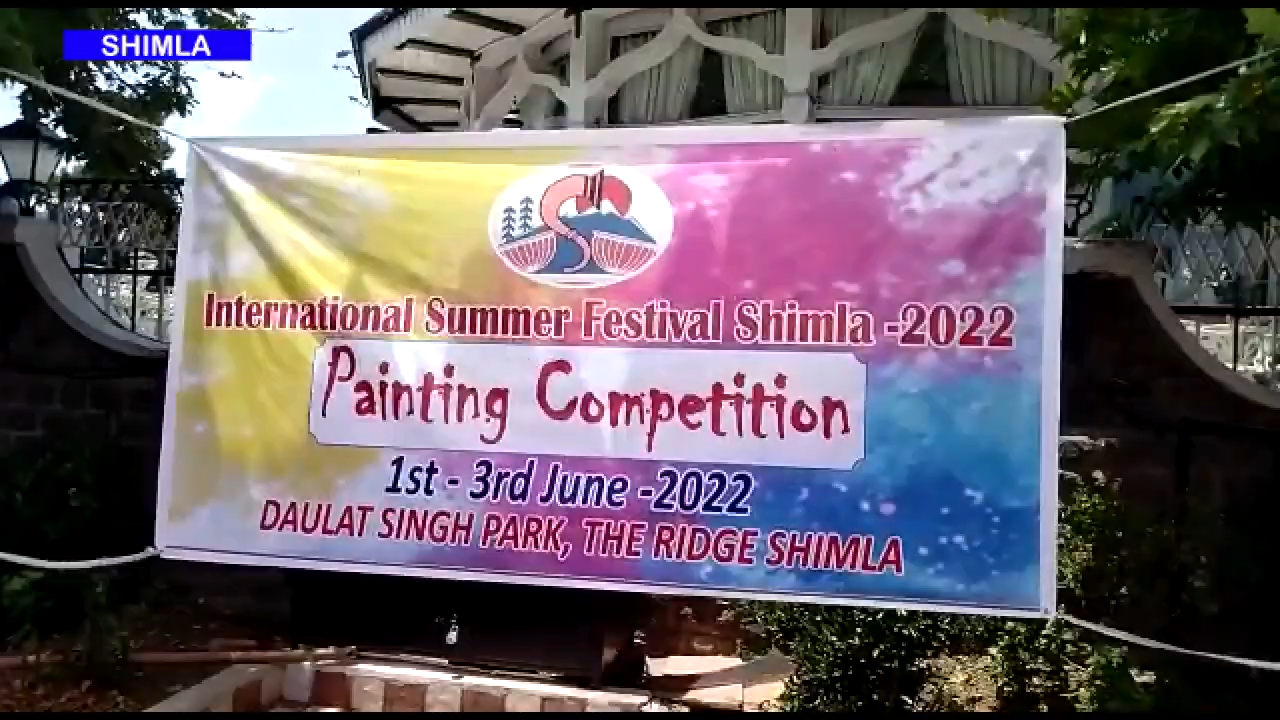 SHIMLA
International Summer Festival Shimla -2022
Painting Competition
1st - 3rd June -2022
DAULAT SINGH PARK, THE RIDGE SHIMLA